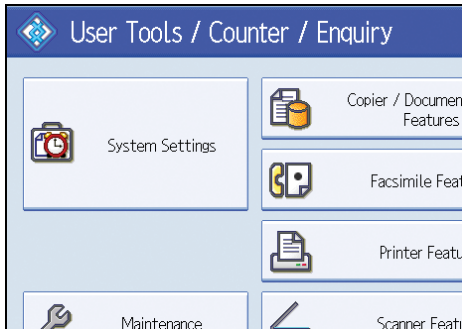 User Tools / Counter / Enquiry
System Settings
Copier / Documen
Features
Facsimile Feat
Printer Featu
Maintenance
Scanner Featu